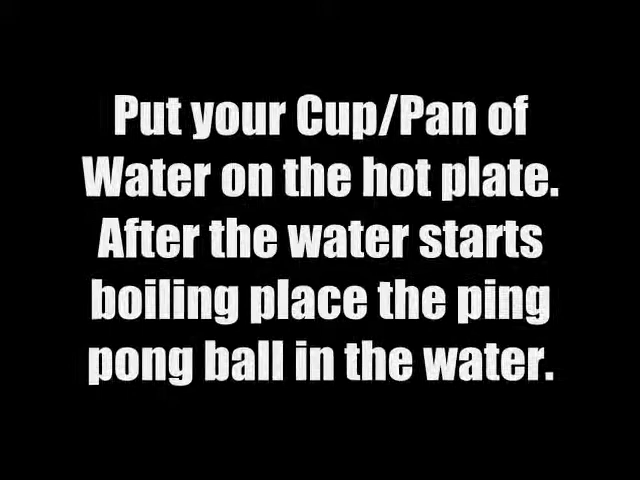 Put your Cup/Pan of
Water on the hot plate.
After the water starts
boiling place the ping
pong ball in the water.